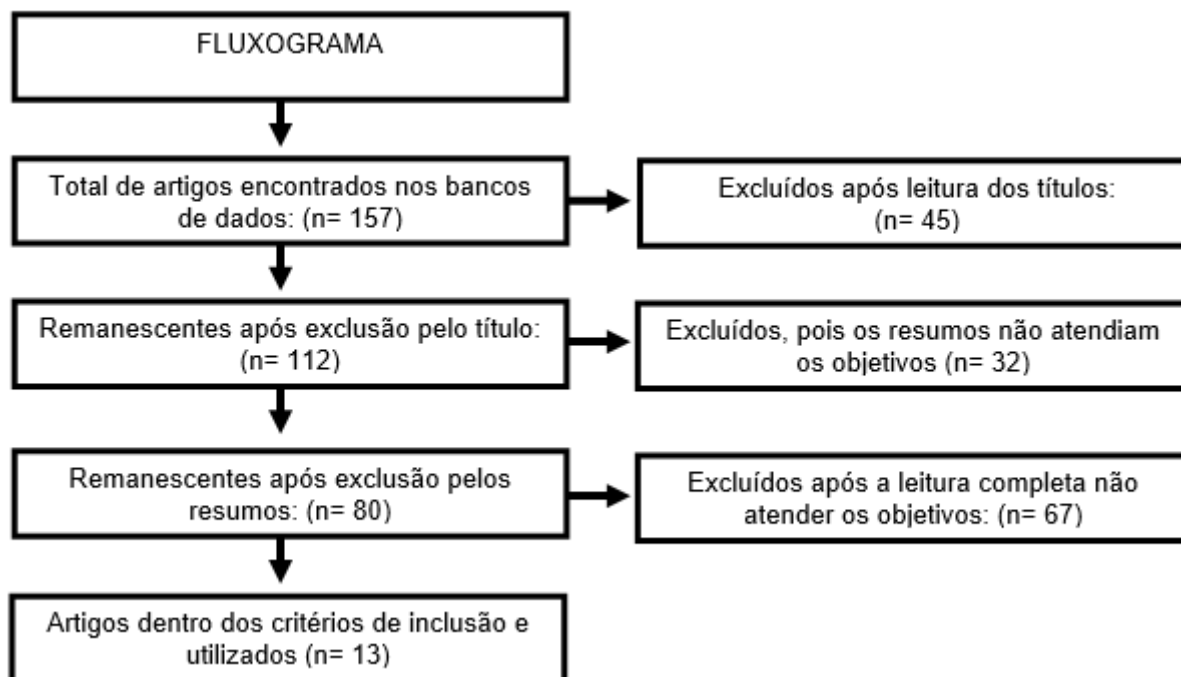 FLUXOGRAMA
Total de artigos encontrados nos bancos
de dados: (n= 157)
Excluídos após leitura dos títulos:
(n= 45)
Remanescentes após exclusão pelo título:
(n= 112)
Excluídos, pois os resumos não atendiam
os objetivos (n= 32)
Remanescentes após exclusão pelos
resumos: (n= 80)
Excluídos após a leitura completa não
atender os objetivos: (n= 67)
Artigos dentro dos critérios de inclusão e
utilizados (n= 13)